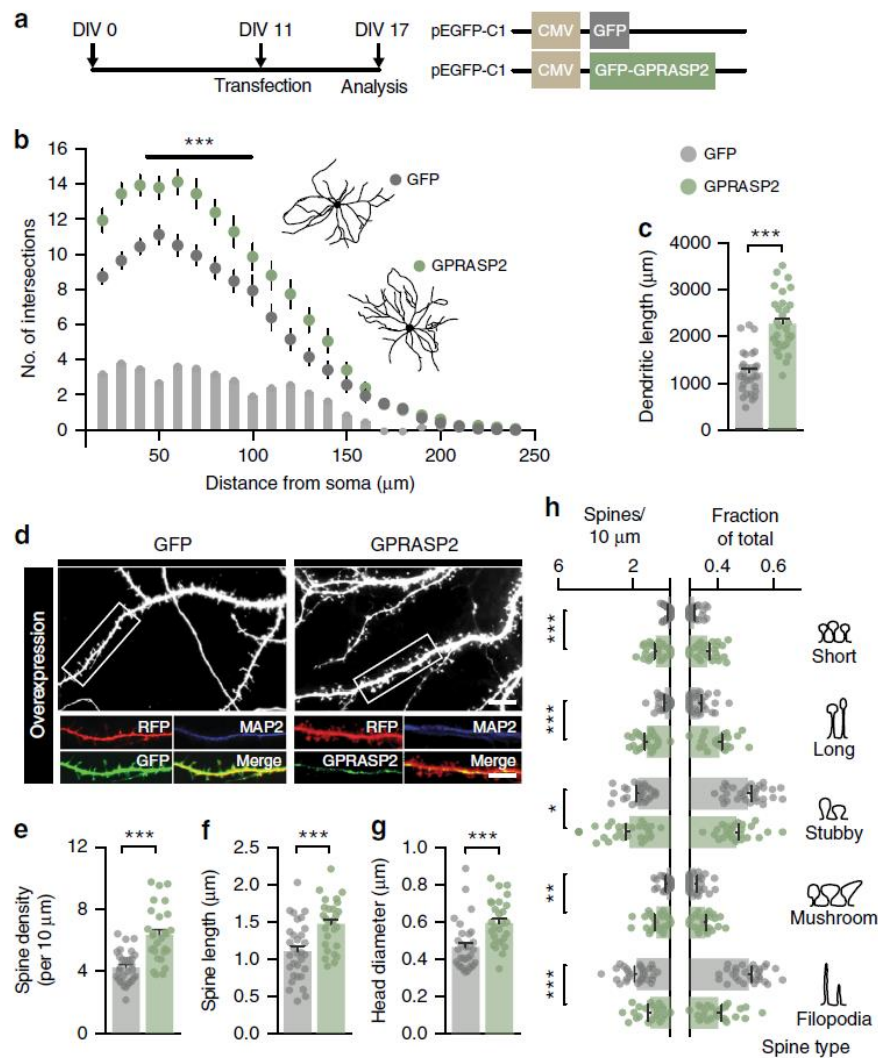 a
DIV 0 DIV 11 DIV 17
Transfection Analysis
pEGFP-C1 CMV GFP
pEGFP-C1 CMV GFP-GPRASP2
b
***
16
14
12
10
8
6
4
2
0
No. of intersections
50 100 150 200 250
Distance from soma (μm)
GFP
GPRASP2
GFP
GPRASP2
c
***
4000
3000
2000
1000
0
Dendritic length (μm)
d
GFP GPRASP2
Overexpression
RFP MAP2 RFP MAP2
GFP Merge GPRASP2 Merge
e
***
12
8
4
0
Spine density
(per 10 μm)
f
***
2.5
2.0
1.5
1.0
0.5
0.0
Spine length (μm)
g
***
1.0
0.8
0.6
0.4
0.2
0.0
Head diameter (μm)
h
Spines/
10 μm
Fraction
of total
6 2 0.4 0.6
*** Short
*** Long
* Stubby
** Mushroom
*** Filopodia
Spine type